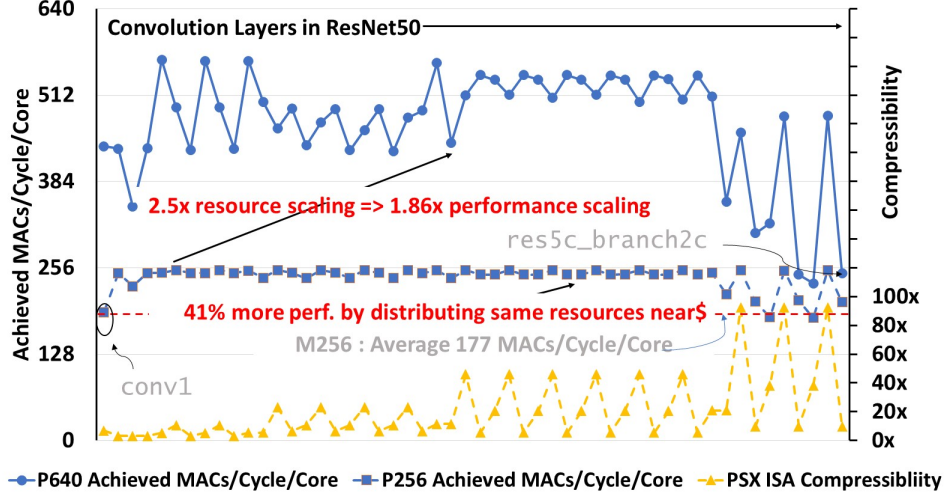 640
512
384
256
128
0
Achieved MACs/Cycle/Core
Convolution Layers in ResNet50
2.5x resource scaling => 1.86x performance scaling
res5c_branch2c
41% more perf. by distributing same resources near$
M256 : Average 177 MACs/Cycle/Core
conv1
Compressibility
100x
80x
60x
40x
20x
0x
P640 Achieved MACs/Cycle/Core
P256 Achieved MACs/Cycle/Core
PSX ISA Compressibliity